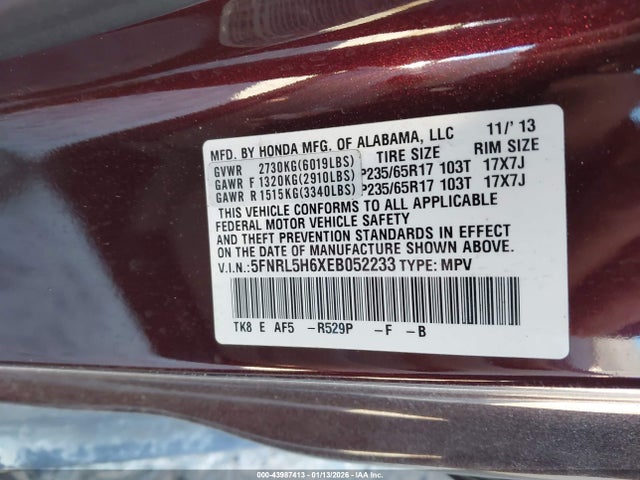 MFD. BY HONDA MFG. OF ALABAMA, LLC 11/'13
TIRE SIZE RIM SIZE
GVWR 2730KG(6019LBS)
GAWR F 1320KG(2910LBS) P235/65R17 103T 17X7J
GAWR R 1515KG(3340LBS) P235/65R17 103T 17X7J
THIS VEHICLE CONFORMS TO ALL APPLICABLE
FEDERAL MOTOR VEHICLE SAFETY
AND THEFT PREVENTION STANDARDS IN EFFECT
ON THE DATE OF MANUFACTURE SHOWN ABOVE.
V.I.N.:5FNRL5H6XEB052233 TYPE: MPV
TK8 E AF5 -R529P -F -B
000-43987413 - 01/13/2026 - COPART